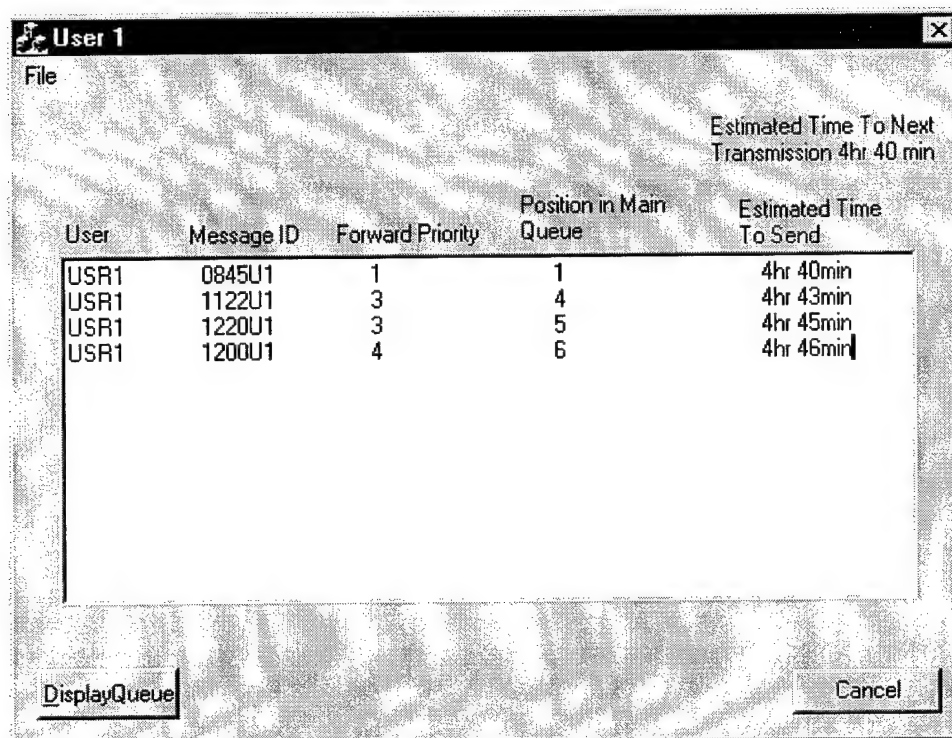 User 1
File
Estimated Time To Next
Transmission 4hr 40 min
User Message ID Forward Priority Position in Main Queue Estimated Time To Send
USR1 0845U1 1 1 4hr 40min
USR1 1122U1 3 4 4hr 43min
USR1 1220U1 3 5 4hr 45min
USR1 1200U1 4 6 4hr 46min
DisplayQueue Cancel